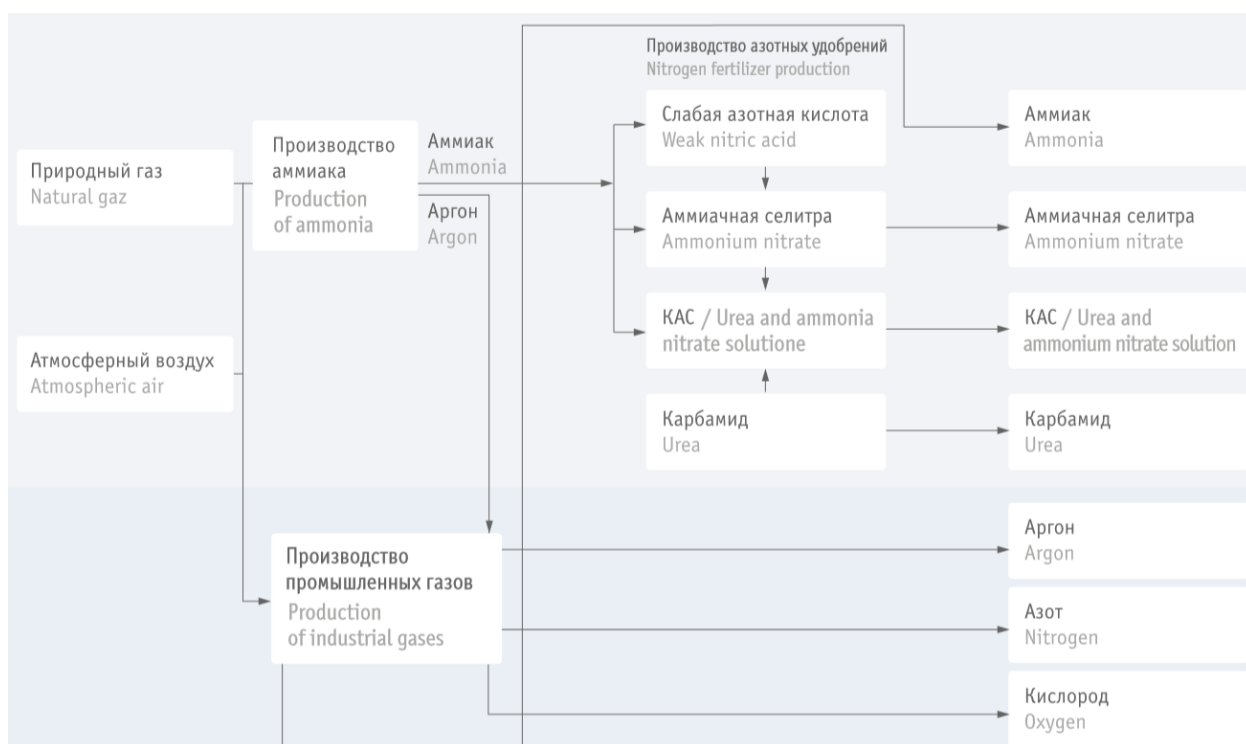 Производство азотных удобрений
Nitrogen fertilizer production
Природный газ
Natural gaz
Атмосферный воздух
Atmospheric air
Производство
аммиака
Production
of ammonia
Аммиак
Ammonia
Аргон
Argon
Слабая азотная кислота
Weak nitric acid
Аммиачная селитра
Ammonium nitrate
КАС / Urea and ammonia
nitrate solutione
Карбамид
Urea
Аммиак
Ammonia
Аммиачная селитра
Ammonium nitrate
КАС / Urea and
ammonium nitrate solution
Карбамид
Urea
Производство
промышленных газов
Production
of industrial gases
Аргон
Argon
Азот
Nitrogen
Кислород
Oxygen